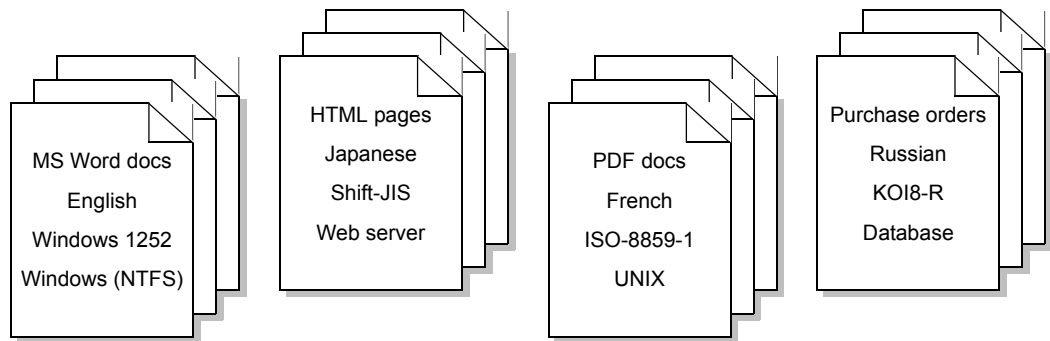 MS Word docs
English
Windows 1252
Windows (NTFS)
HTML pages
Japanese
Shift-JIS
Web server
PDF docs
French
ISO-8859-1
UNIX
Purchase orders
Russian
KOI8-R
Database